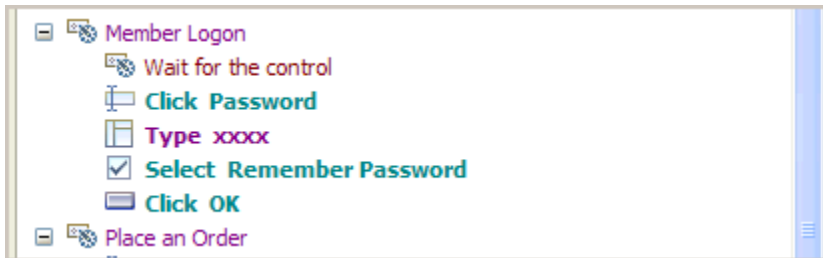 Member Logon
Wait for the control
Click Password
Type xxxx
Select Remember Password
Click OK
Place an Order